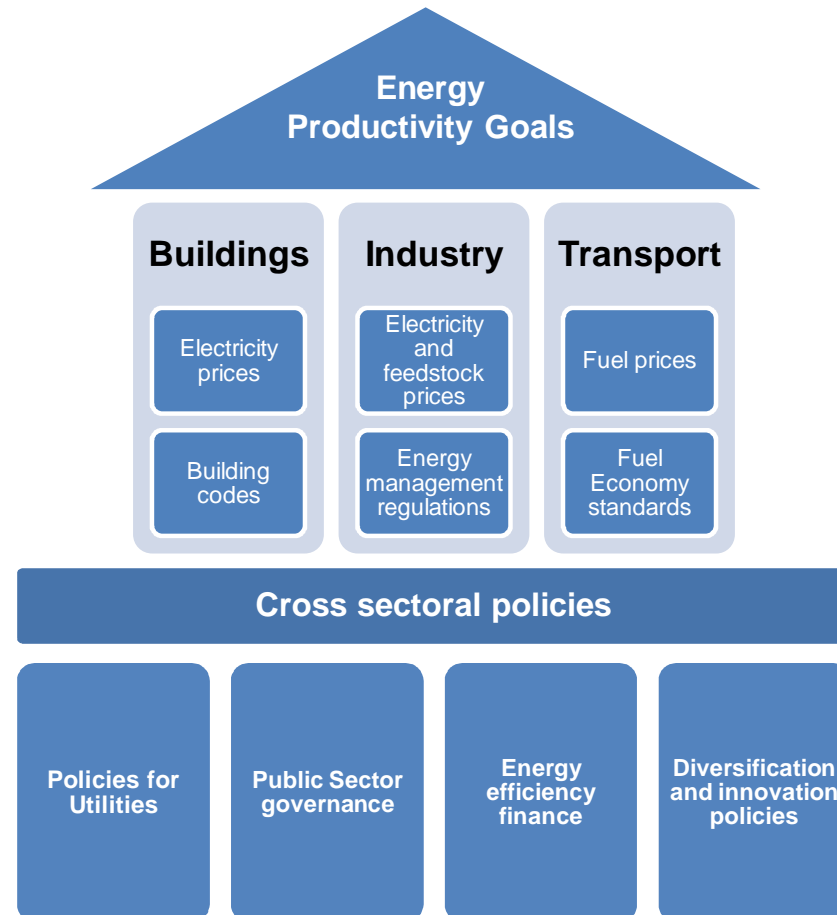 Energy
Productivity Goals
Buildings
Industry
Transport
Electricity
prices
Electricity
and
feedstock
prices
Fuel prices
Building
codes
Energy
management
regulations
Fuel
Economy
standards
Cross sectoral policies
Policies for
Utilities
Public Sector
governance
Energy
efficiency
finance
Diversification
and innovation
policies